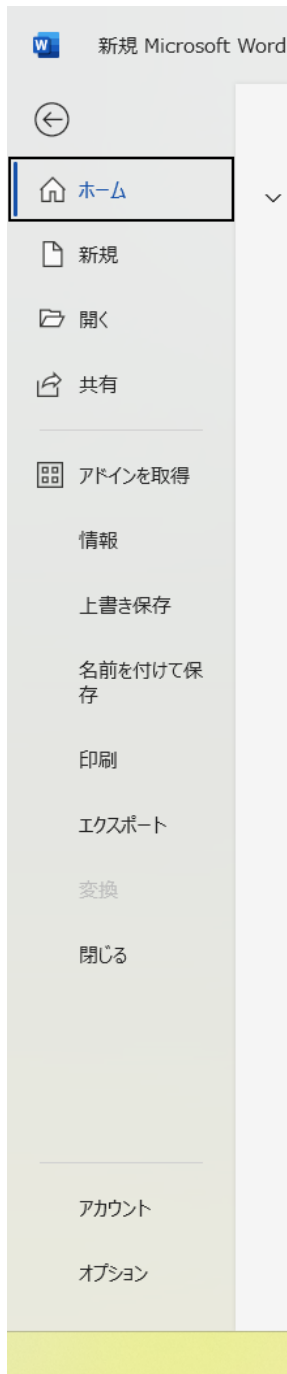 新規 Microsoft Word
ホーム
新規
開く
共有
アドインを取得
情報
上書き保存
名前を付けて保
存
印刷
エクスポート
変換
閉じる
アカウント
オプション